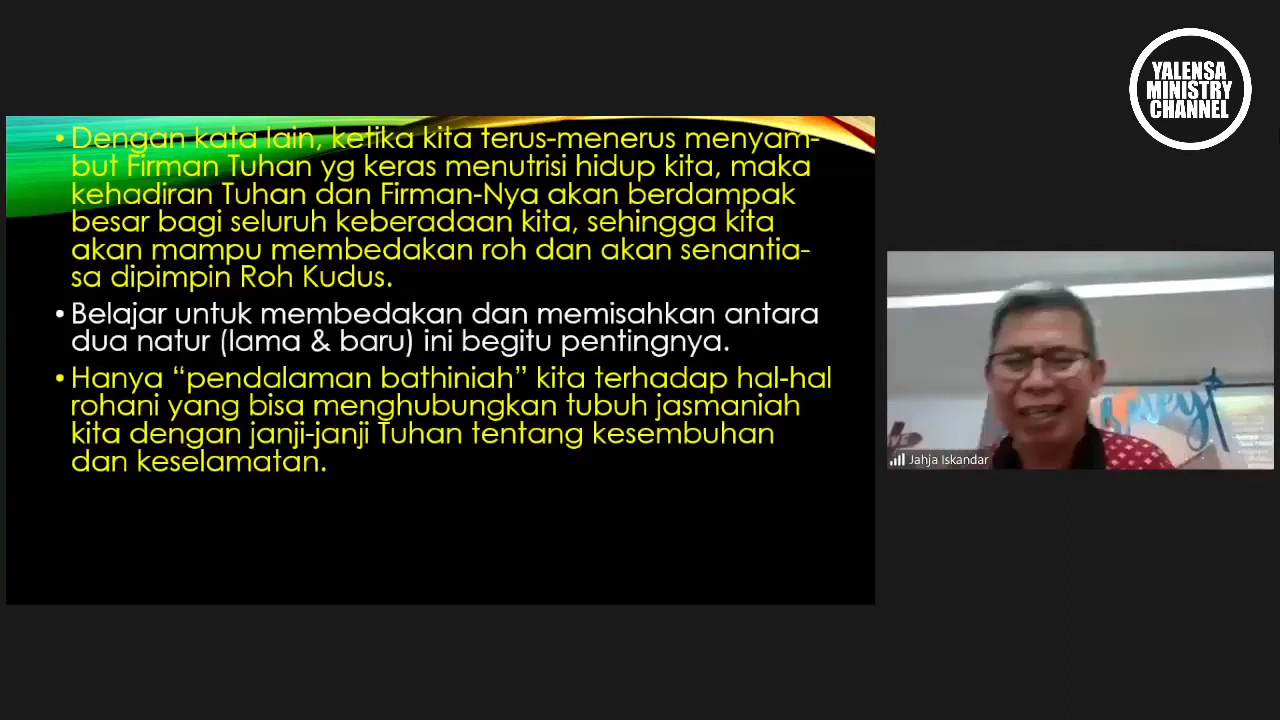 YALENSA
MINISTRY
CHANNEL
• Dengan kata lain, ketika kita terus-menerus menyam-
but Firman Tuhan yg keras menutrisi hidup kita, maka
kehadiran Tuhan dan Firman-Nya akan berdampak
besar bagi seluruh keberadaan kita, sehingga kita
akan mampu membedakan roh dan akan senantia-
sa dipimpin Roh Kudus.
• Belajar untuk membedakan dan memisahkan antara
dua natur (lama & baru) ini begitu pentingnya.
• Hanya “pendalaman bathiniah” kita terhadap hal-hal
rohani yang bisa menghubungkan tubuh jasmaniah
kita dengan janji-janji Tuhan tentang kesembuhan
dan keselamatan.
Jahja Iskandar